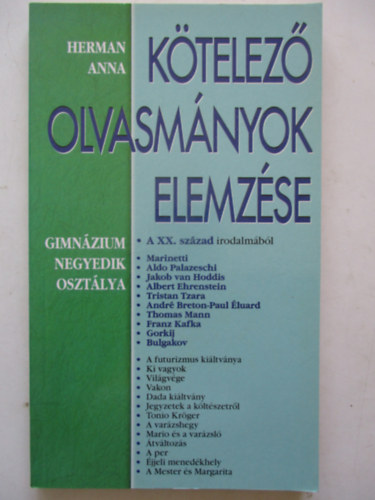 HERMAN
ANNA
KÖTELEZŐ
OLVASMÁNYOK
ELEMZÉSE
GIMNÁZIUM
NEGYEDIK
OSZTÁLYA
• A XX. század irodalmából
• Marinetti
• Aldo Palazeschi
• Jakob van Hoddis
• Albert Ehrenstein
• Tristan Tzara
• André Breton-Paul Éluard
• Thomas Mann
• Franz Kafka
• Gorkij
• Bulgakov
• A futurizmus kiáltványa
• Ki vagyok
• Világvége
• Vakon
• Dada kiáltvány
• Jegyzetek a költészetről
• Tonio Kröger
• A varázshegy
• Mario és a varázsló
• Átváltozás
• A per
• Éjjeli menedékhely
• A Mester és Margarita